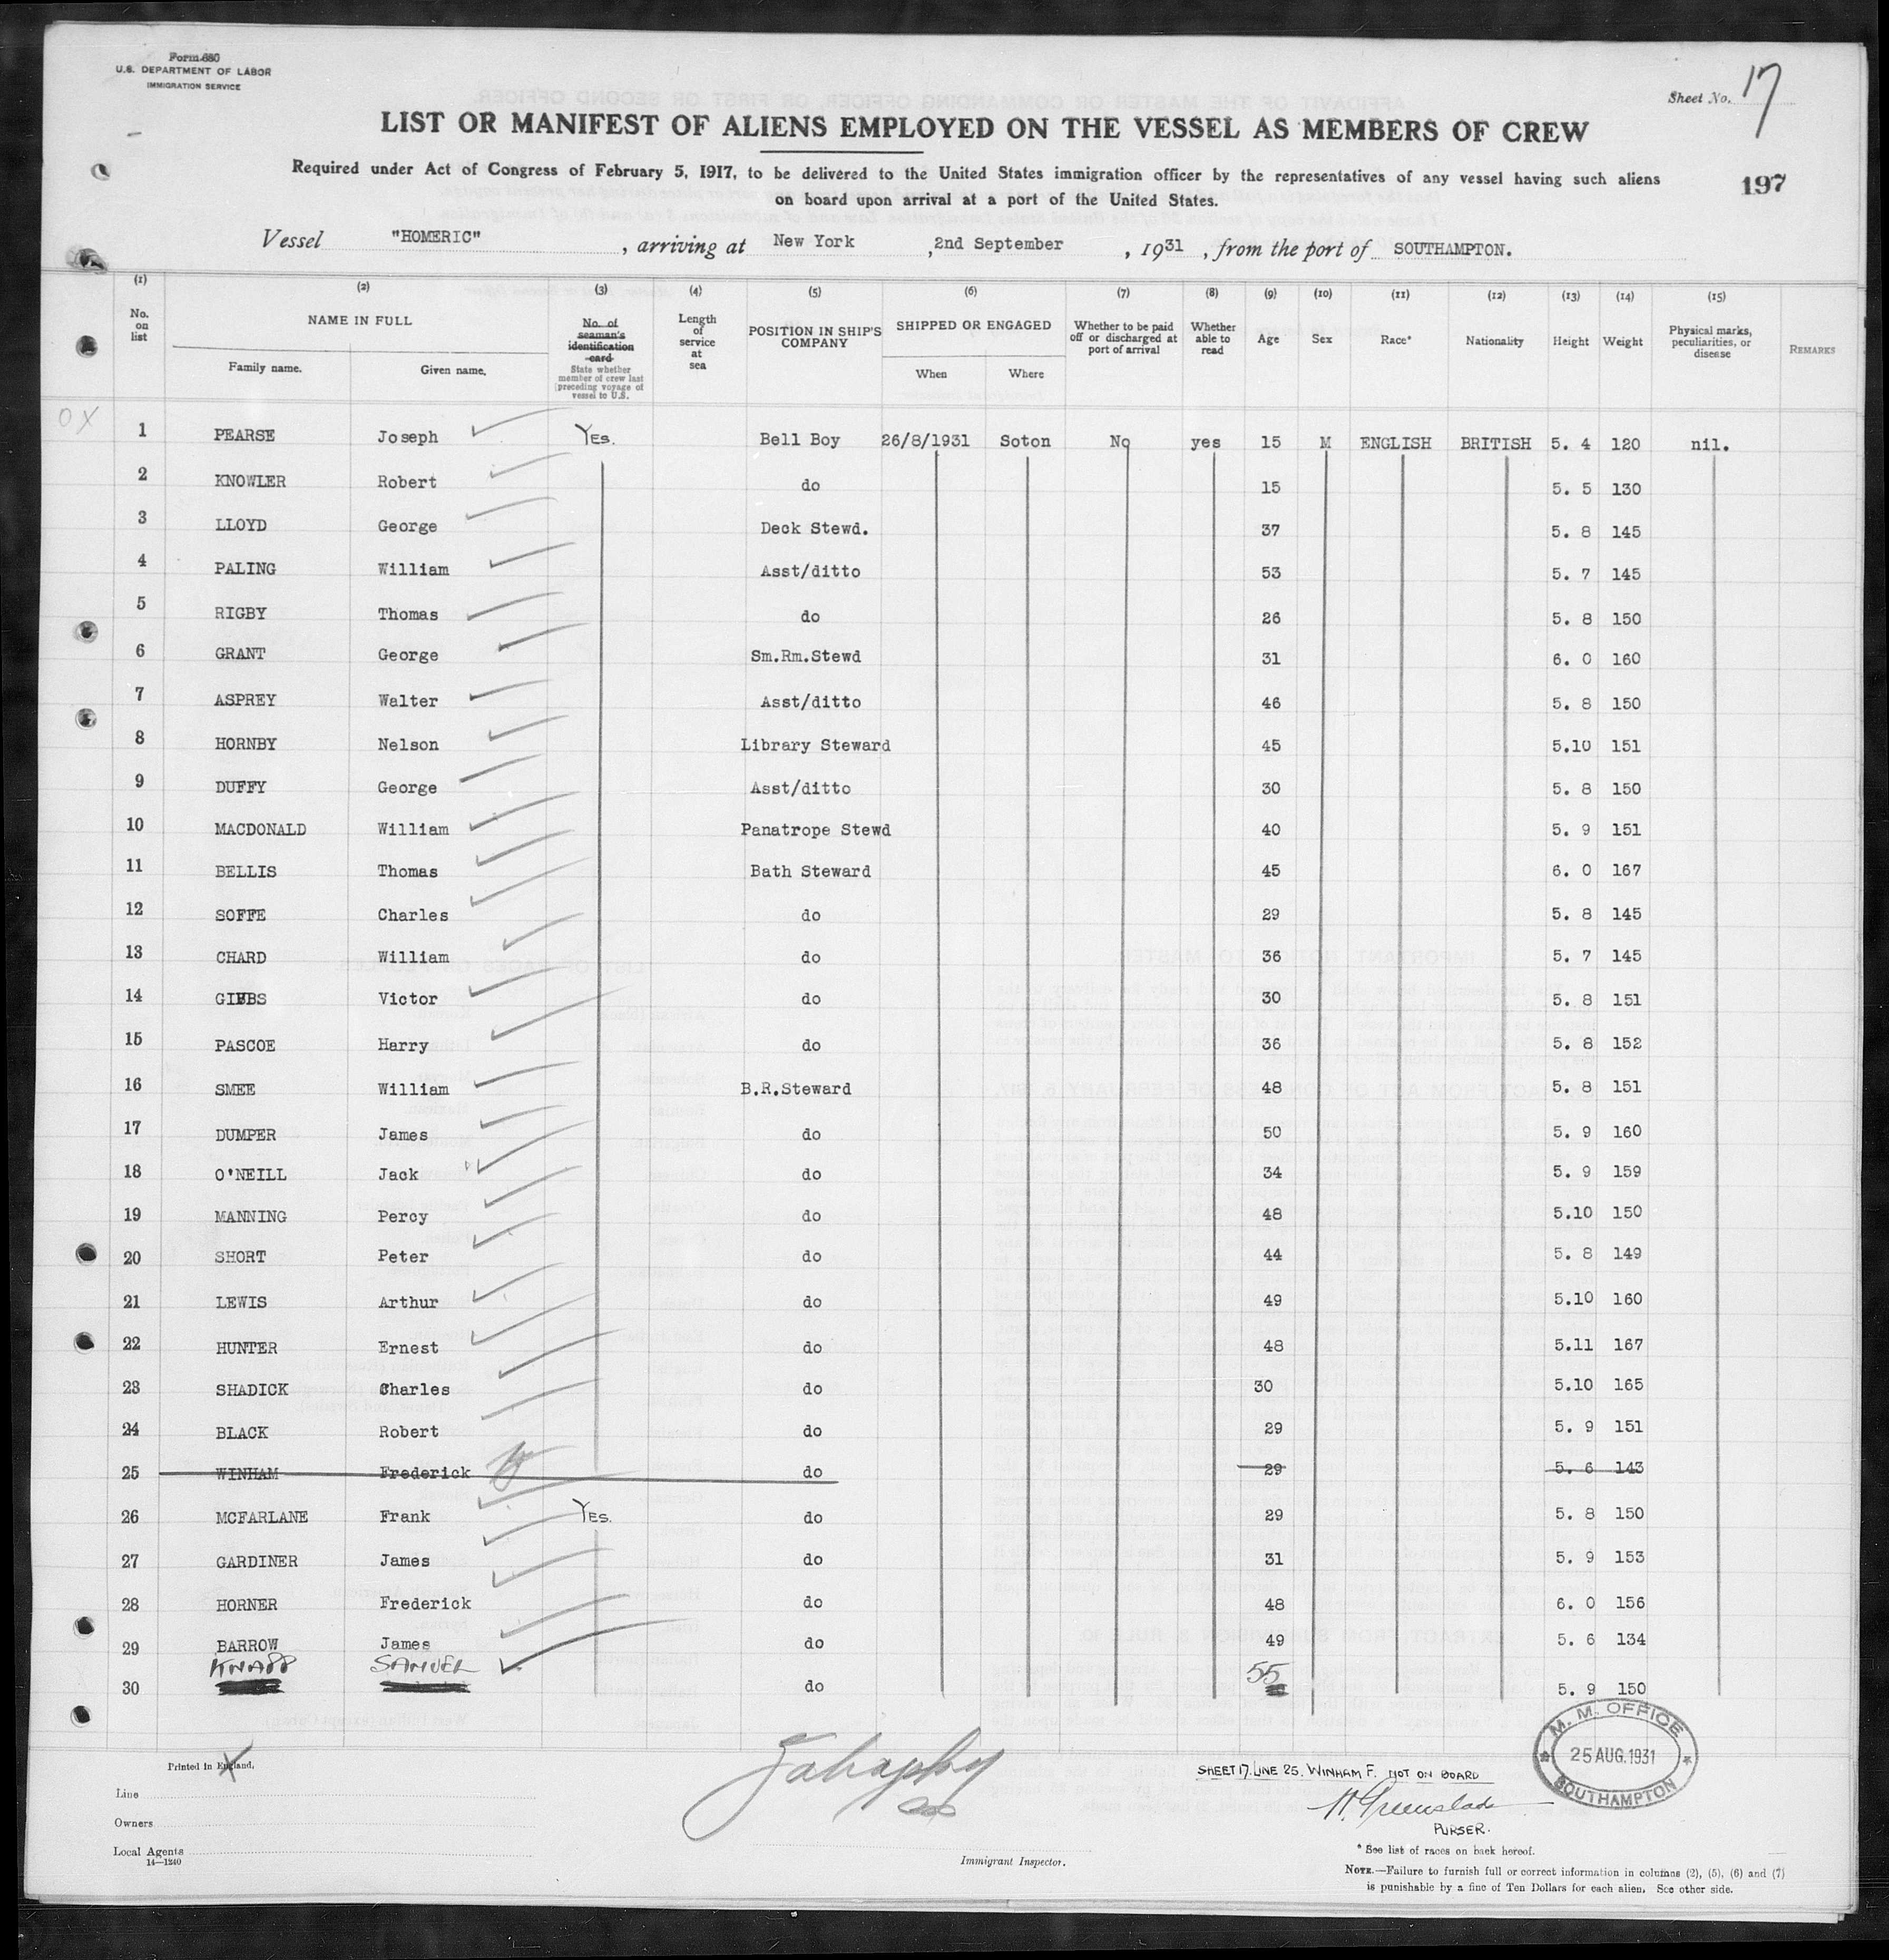 Form 680
U.S. DEPARTMENT OF LABOR
IMMIGRATION SERVICE
Sheet No. 17
LIST OR MANIFEST OF ALIENS EMPLOYED ON THE VESSEL AS MEMBERS OF CREW
Required under Act of Congress of February 5, 1917, to be delivered to the United States immigration officer by the representatives of any vessel having such aliens
on board upon arrival at a port of the United States.
197
Vessel "HOMERIC", arriving at New York, 2nd September, 1931, from the port of SOUTHAMPTON.
(1) (2) (3) (4) (5) (6) (7) (8) (9) (10) (11) (12) (13) (14) (15)
No. on list NAME IN FULL Family name. Given name. No. of seaman's identification card State whether member of crew last preceding voyage of vessel to U.S. Length of service at sea POSITION IN SHIP'S COMPANY SHIPPED OR ENGAGED When Where Whether to be paid off or discharged at port of arrival Whether able to read Age Sex Race* Nationality Height Weight Physical marks, peculiarities, or disease REMARKS
OX
1 PEARSE Joseph YES. Bell Boy 26/8/1931 Soton No yes 15 M ENGLISH BRITISH 5. 4 120 nil.
2 KNOWLER Robert do 15 5. 5 130
3 LLOYD George Deck Stewd. 37 5. 8 145
4 PALING William Asst/ditto 53 5. 7 145
5 RIGBY Thomas do 26 5. 8 150
6 GRANT George Sm.Rm.Stewd 31 6. 0 160
7 ASPREY Walter Asst/ditto 46 5. 8 150
8 HORNBY Nelson Library Steward 45 5.10 151
9 DUFFY George Asst/ditto 30 5. 8 150
10 MACDONALD William Panatrope Stewd 40 5. 9 151
11 BELLIS Thomas Bath Steward 45 6. 0 167
12 SOFFE Charles do 29 5. 8 145
13 CHARD William do 36 5. 7 145
14 GIBBS Victor do 30 5. 8 151
15 PASCOE Harry do 36 5. 8 152
16 SMEE William B.R.Steward 48 5. 8 151
17 DUMPER James do 50 5. 9 160
18 O'NEILL Jack do 34 5. 9 159
19 MANNING Percy do 48 5.10 150
20 SHORT Peter do 44 5. 8 149
21 LEWIS Arthur do 49 5.10 160
22 HUNTER Ernest do 48 5.11 167
23 SHADICK Charles do 30 5.10 165
24 BLACK Robert do 29 5. 9 151
25 WINHAM Frederick do 29 5. 6 143
26 MCFARLANE Frank YES. do 29 5. 8 150
27 GARDINER James do 31 5. 9 153
28 HORNER Frederick do 48 6. 0 156
29 BARROW James do 49 5. 6 134
30 KNAPP SAMUEL do 55 5. 9 150
M. M. OFFICE
25 AUG.1931
SOUTHAMPTON
Printed in England.
SHEET 17. LINE 25. WINHAM F. NOT ON BOARD
H. Greenslade
PURSER.
Line
Owners
Local Agents
14—1240
Immigrant Inspector.
* See list of races on back hereof.
NOTE.—Failure to furnish full or correct information in columns (2), (5), (6) and (7)
is punishable by a fine of Ten Dollars for each alien. See other side.